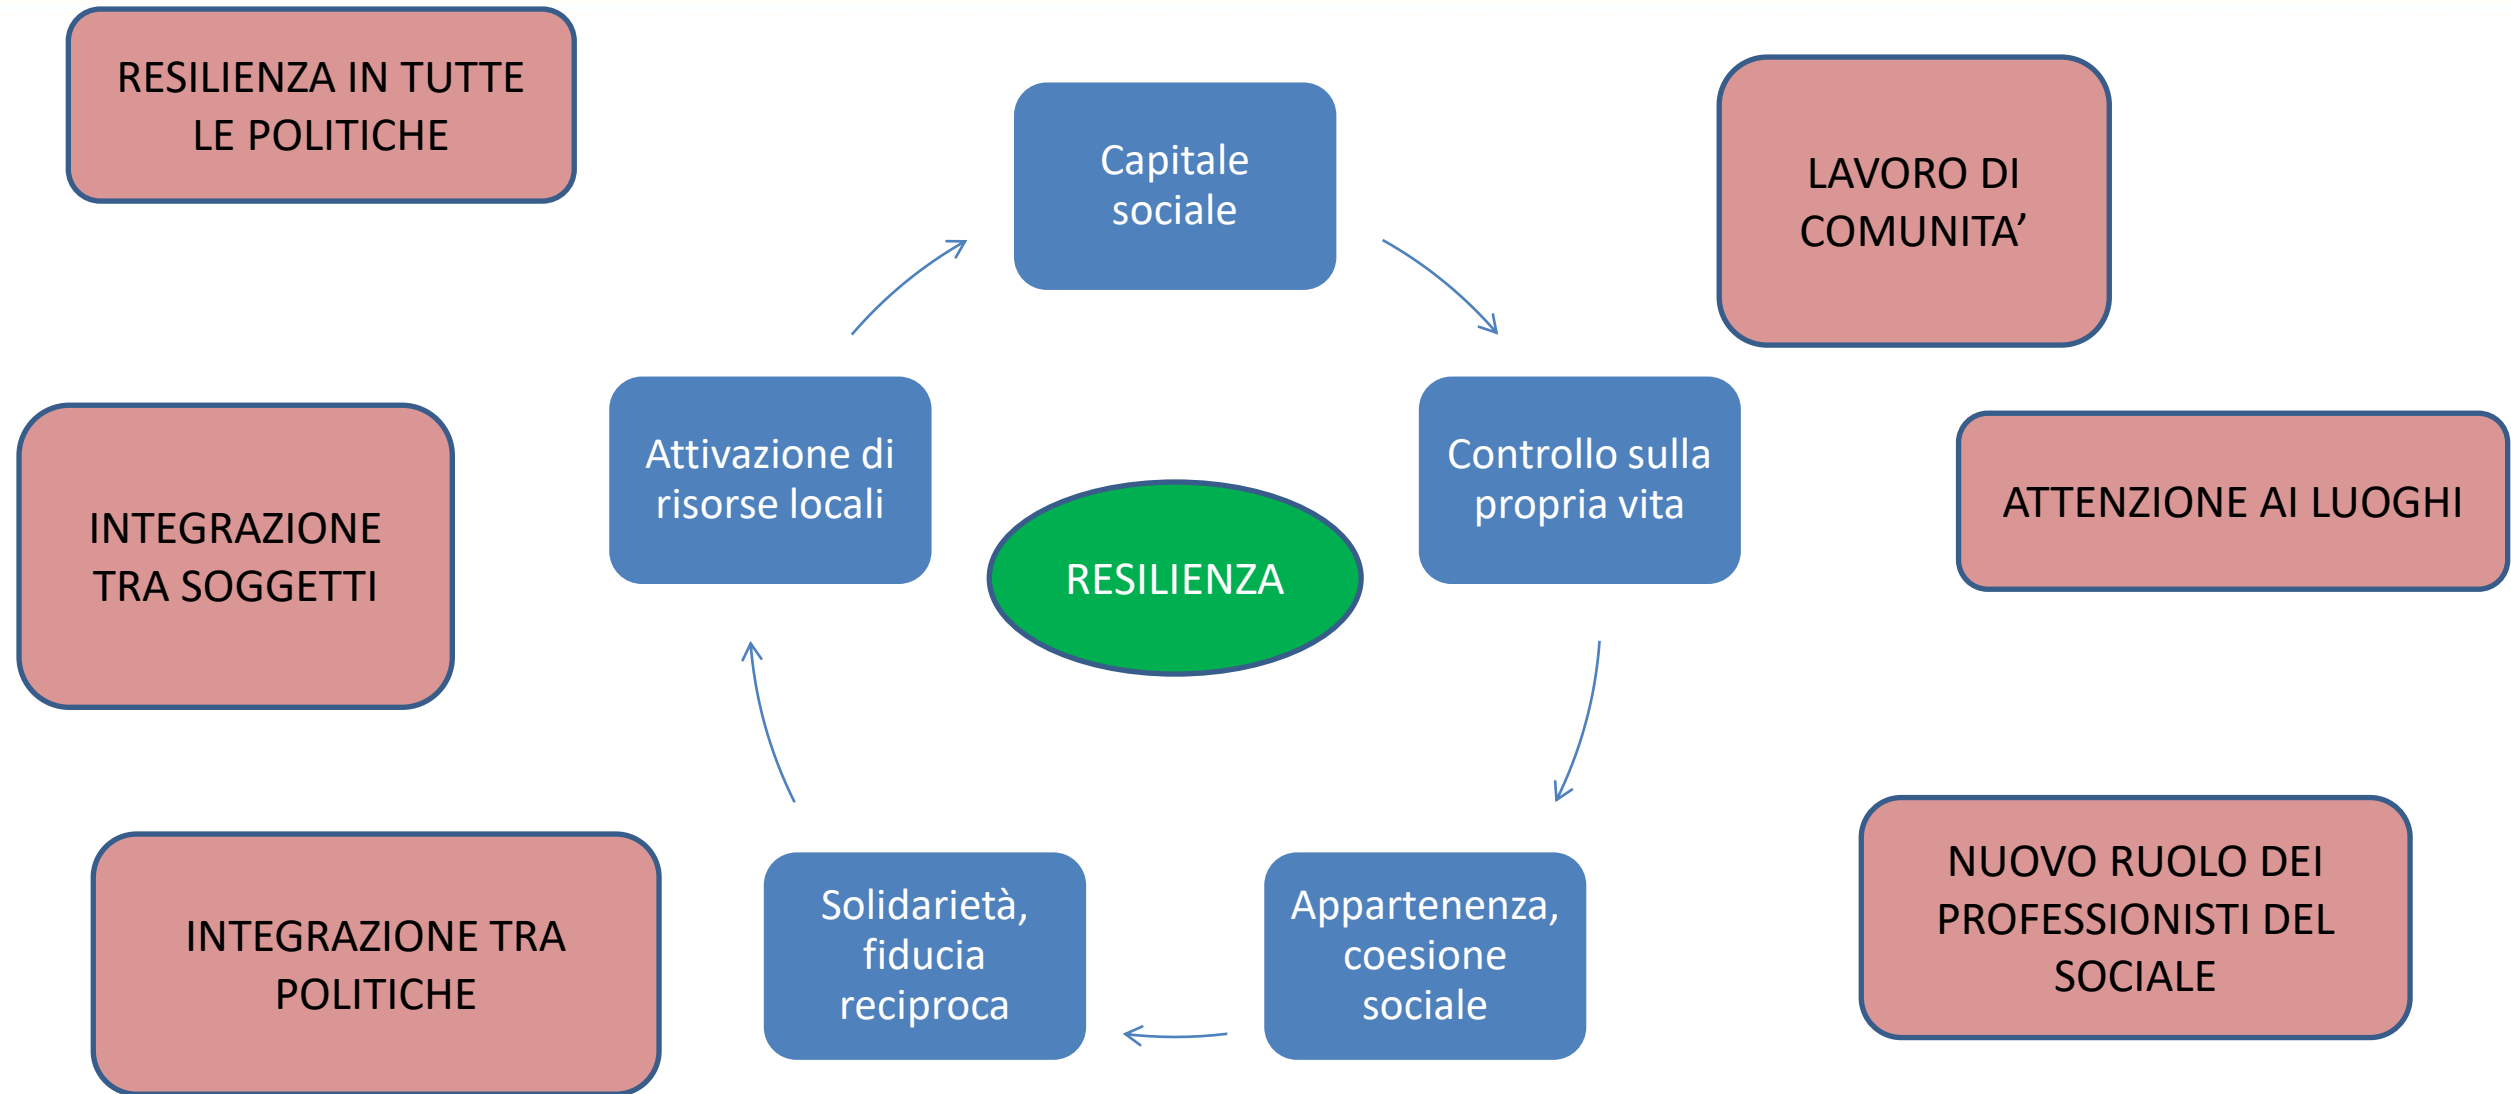 RESILIENZA IN TUTTE
LE POLITICHE
Capitale
sociale
LAVORO DI
COMUNITA’
Attivazione di
risorse locali
Controllo sulla
propria vita
INTEGRAZIONE
TRA SOGGETTI
RESILIENZA
ATTENZIONE AI LUOGHI
INTEGRAZIONE TRA
POLITICHE
Solidarietà,
fiducia
reciproca
Appartenenza,
coesione
sociale
NUOVO RUOLO DEI
PROFESSIONISTI DEL
SOCIALE